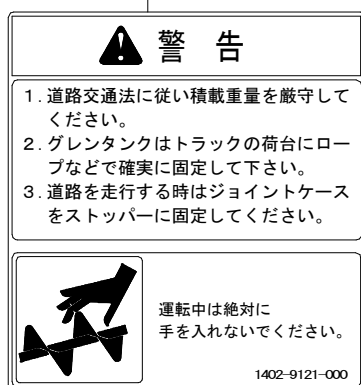 警 告
1. 道路交通法に従い積載重量を厳守して
ください。
2. グレンタンクはトラックの荷台にロー
プなどで確実に固定して下さい。
3. 道路を走行する時はジョイントケース
をストッパーに固定してください。
運転中は絶対に
手を入れないでください。
1402-9121-000